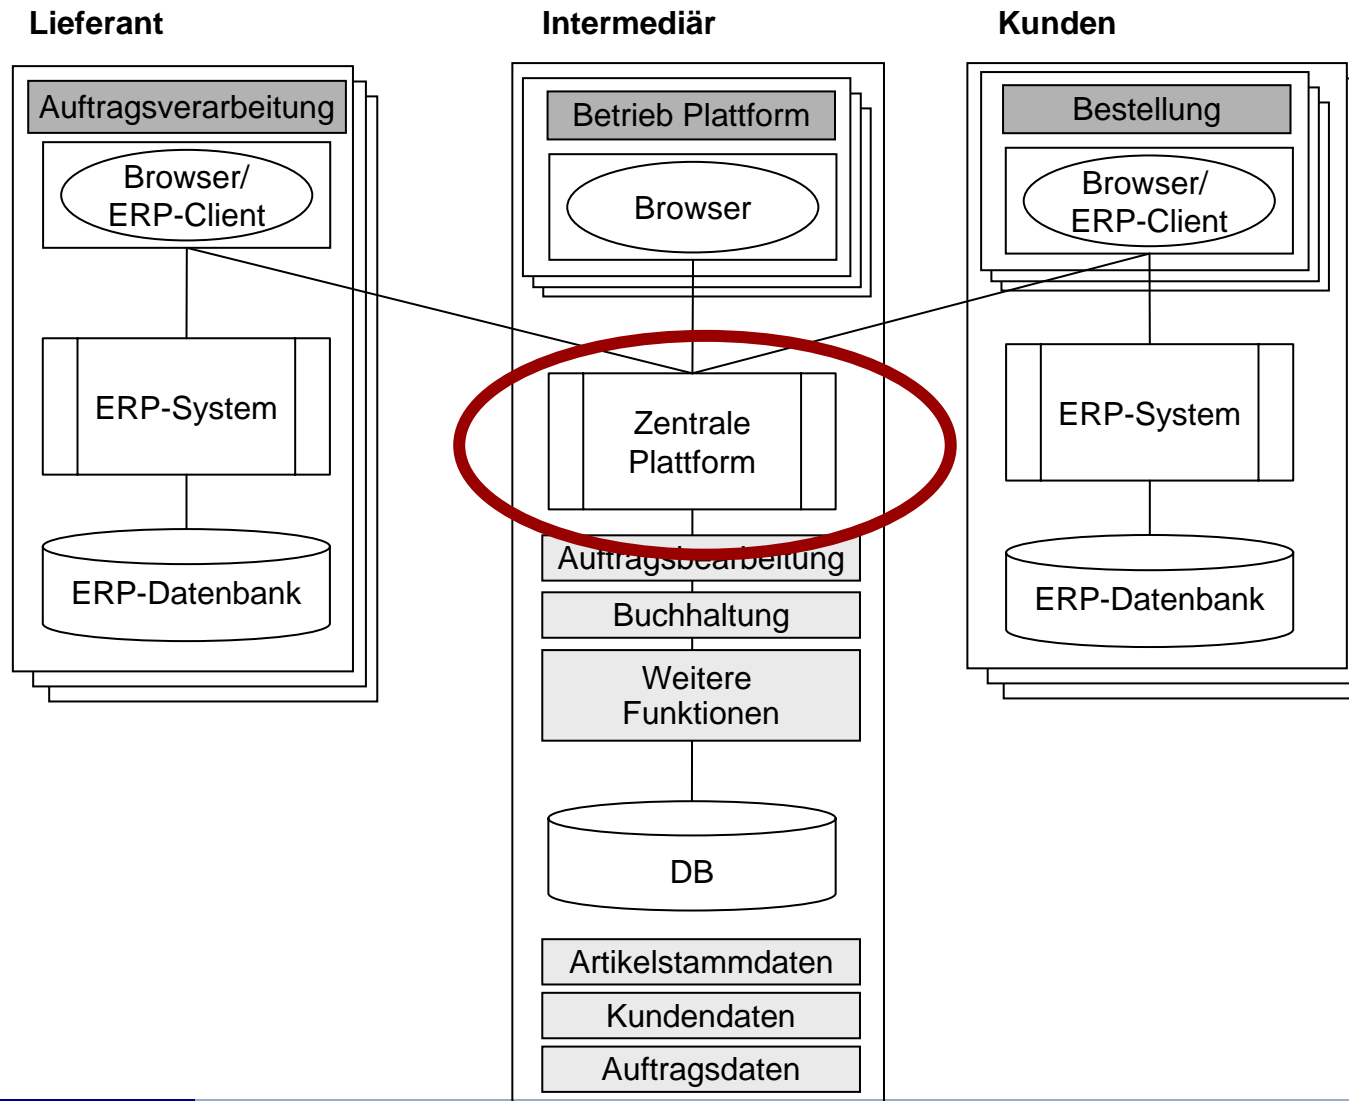 Lieferant
Intermediär
Kunden
Auftragsverarbeitung
Browser/
ERP-Client
ERP-System
ERP-Datenbank
Betrieb Plattform
Browser
Zentrale
Plattform
Auftragsbearbeitung
Buchhaltung
Weitere
Funktionen
DB
Artikelstammdaten
Kundendaten
Auftragsdaten
Bestellung
Browser/
ERP-Client
ERP-System
ERP-Datenbank